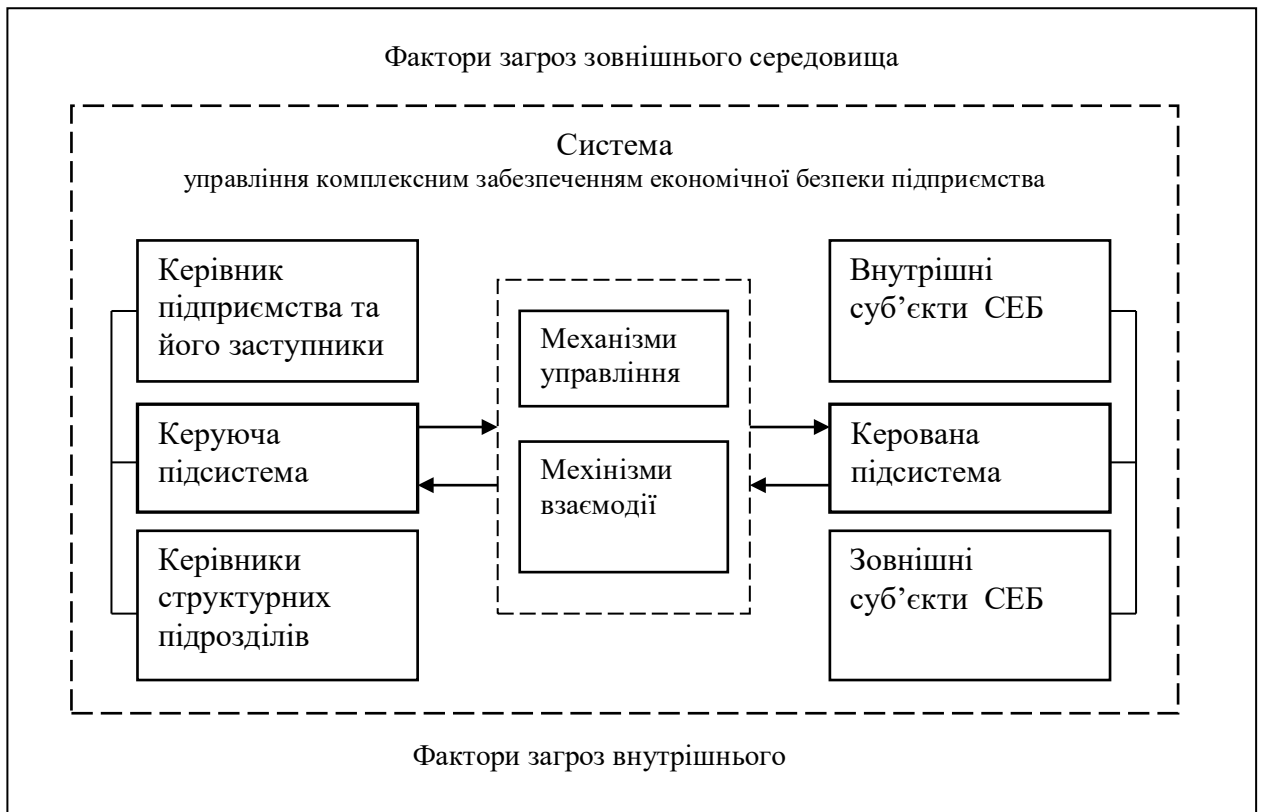 Фактори загроз зовнішнього середовища
Система
управління комплексним забезпеченням економічної безпеки підприємства
Керівник
підприємства та
його заступники
Керуюча
підсистема
Керівники
структурних
підрозділів
Механізми
управління
Мехінізми
взаємодії
Внутрішні
суб’єкти СЕБ
Керована
підсистема
Зовнішні
суб’єкти СЕБ
Фактори загроз внутрішнього